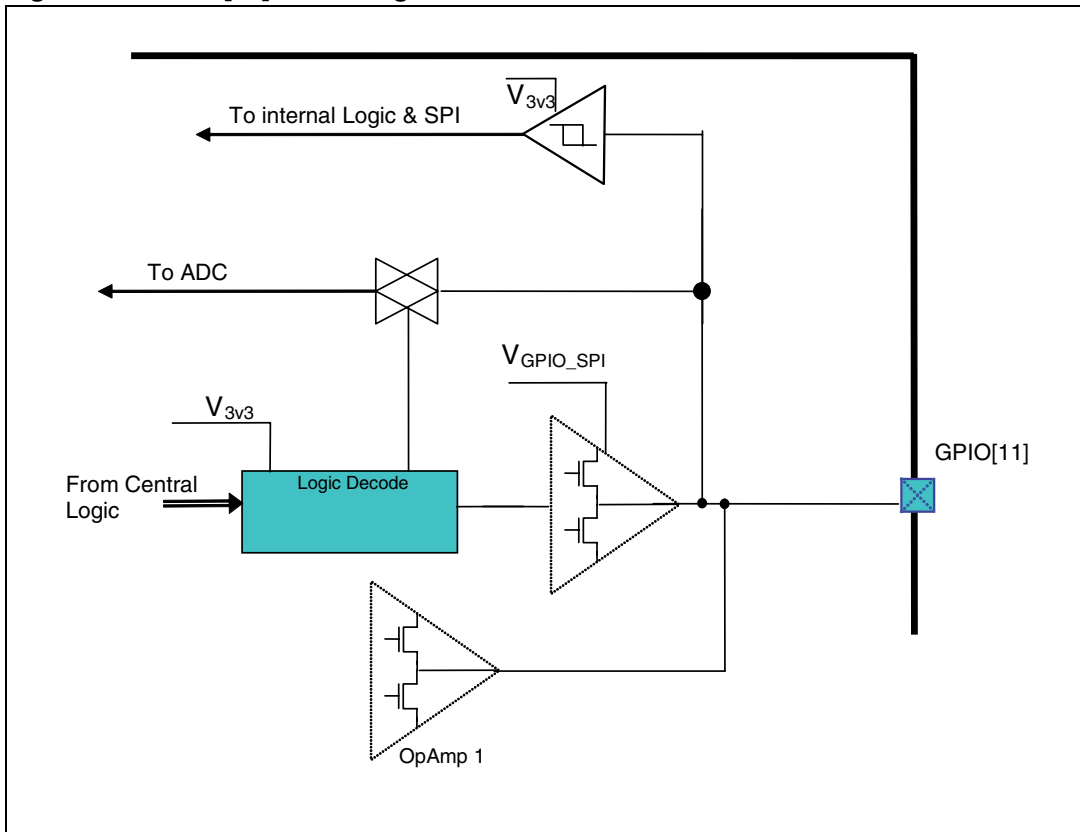 V3v3
To internal Logic & SPI
To ADC
VGPIO_SPI
V3v3
GPIO[11]
Logic Decode
From Central
Logic
OpAmp 1